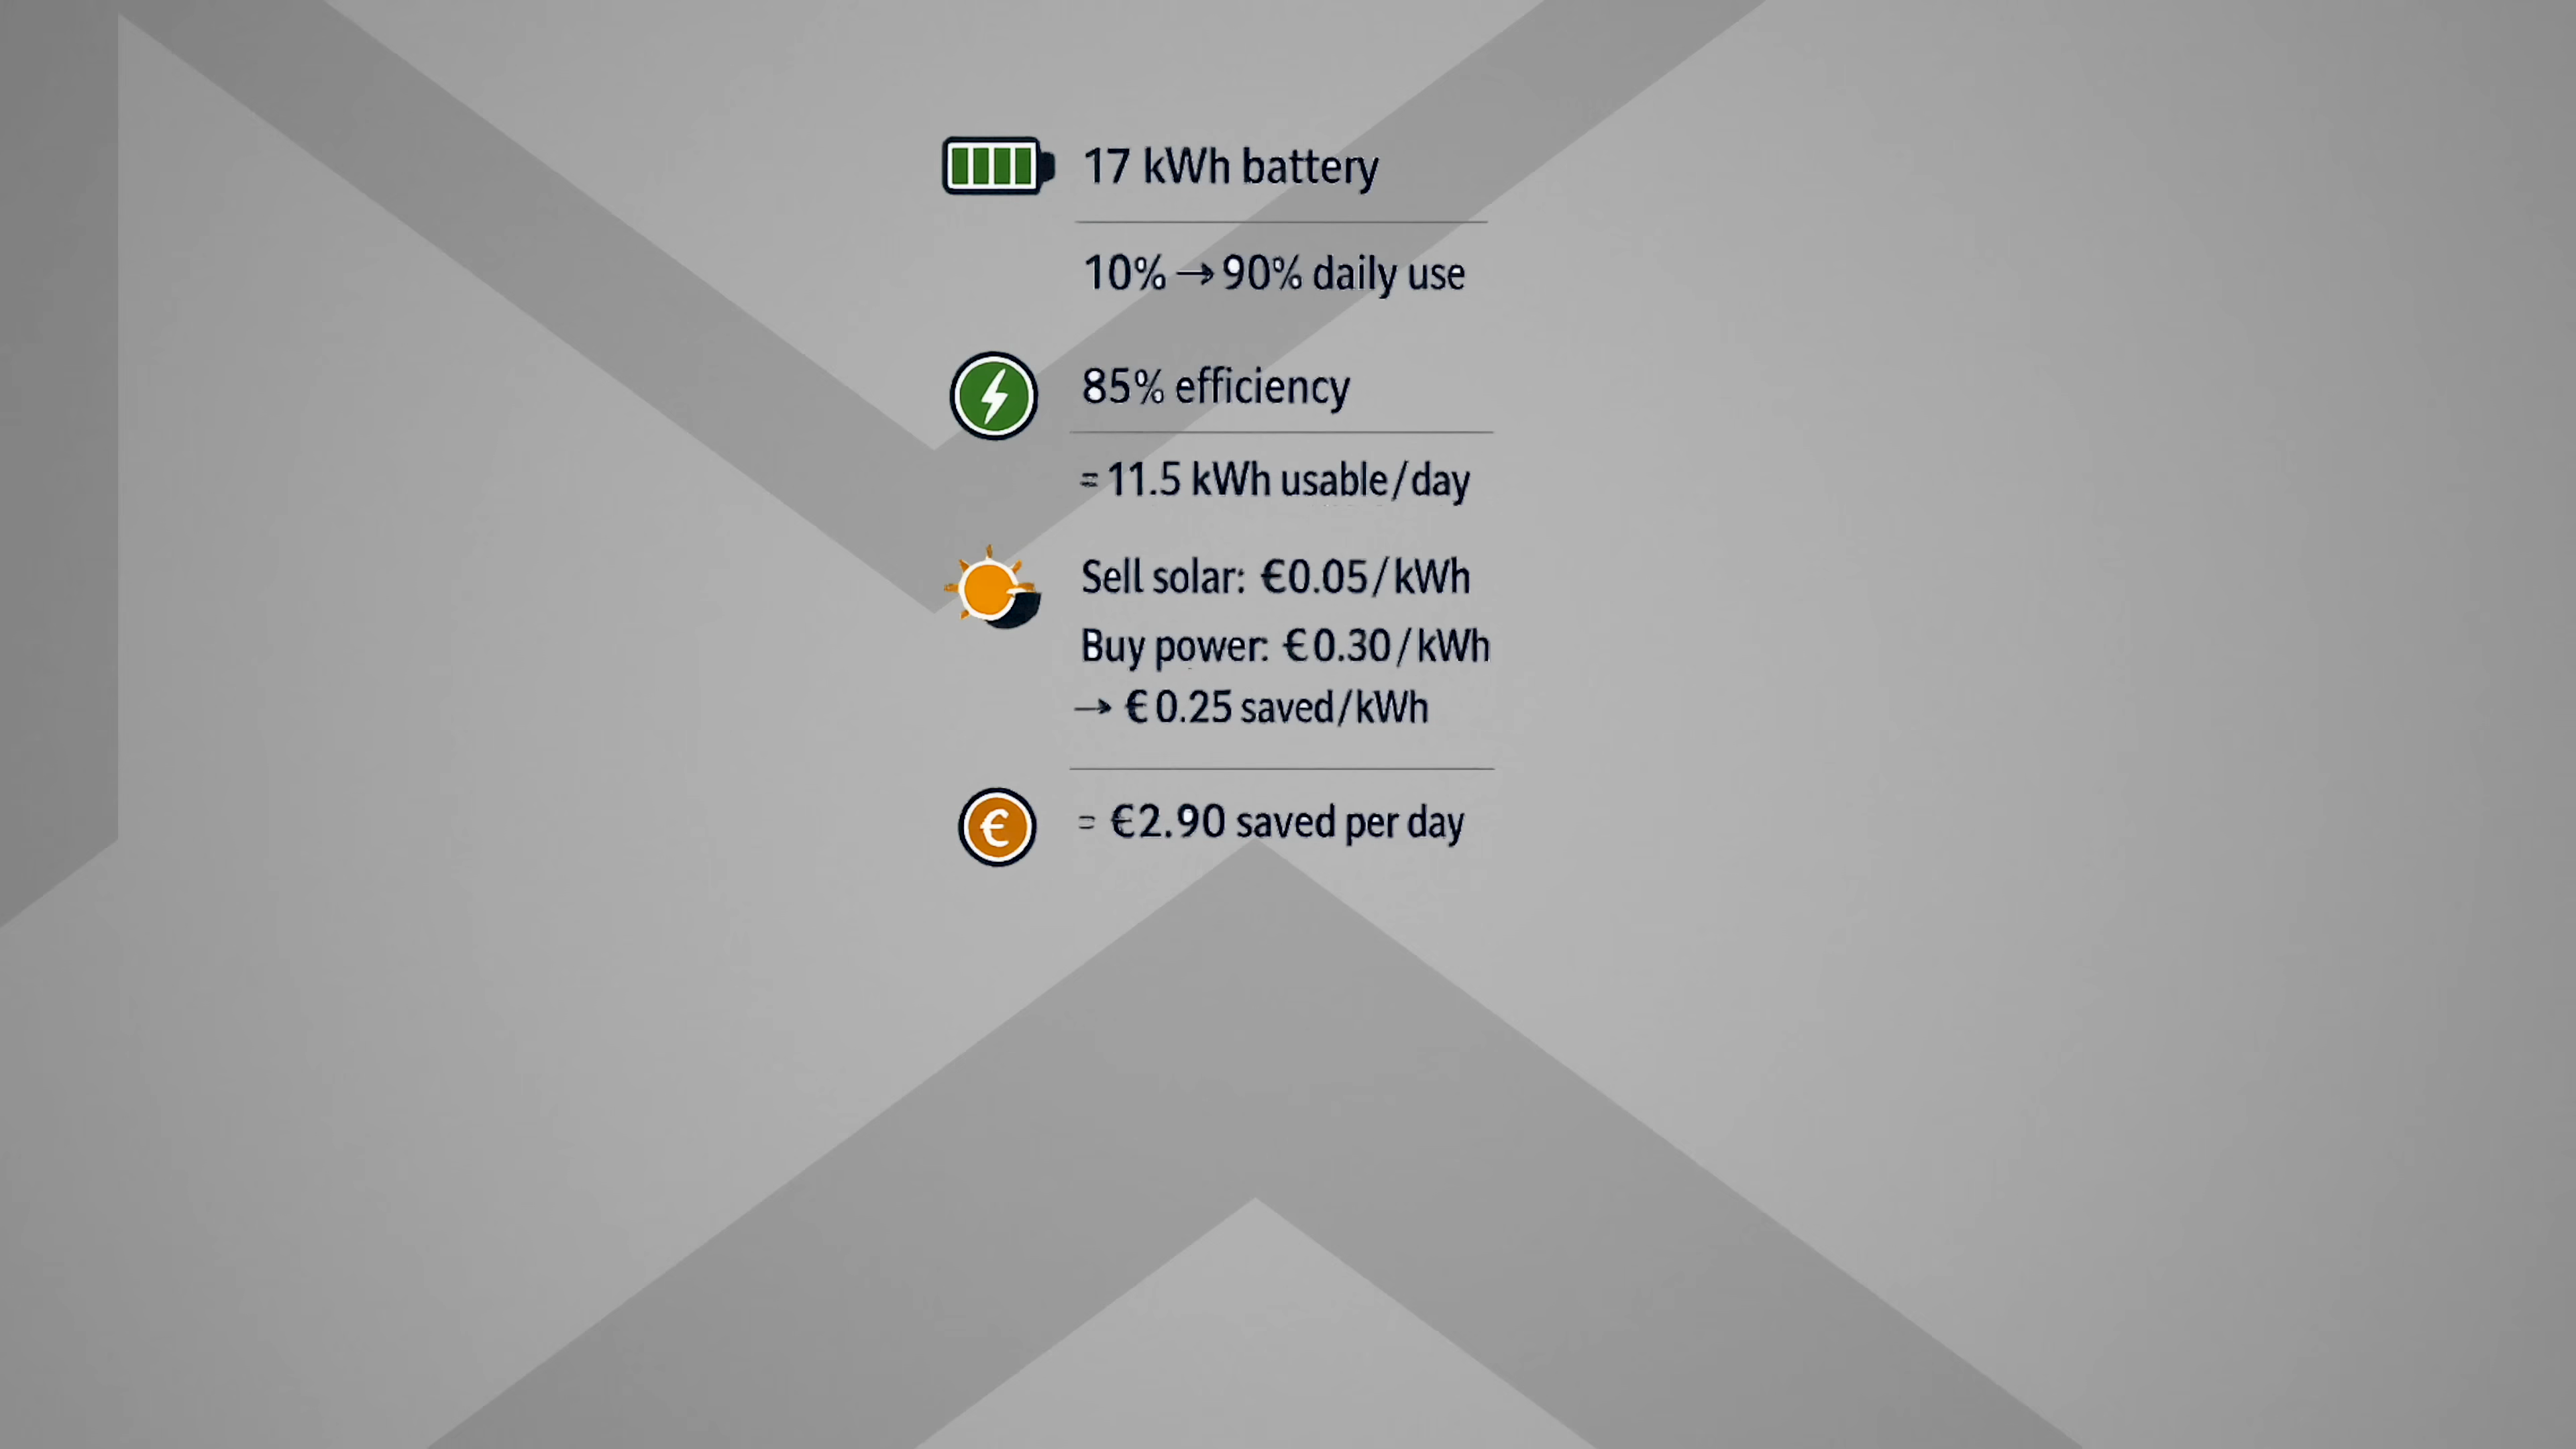 17 kWh battery
10% → 90% daily use
85% efficiency
= 11.5 kWh usable/day
Sell solar: €0.05/kWh
Buy power: €0.30/kWh
→ €0.25 saved/kWh
€ = €2.90 saved per day